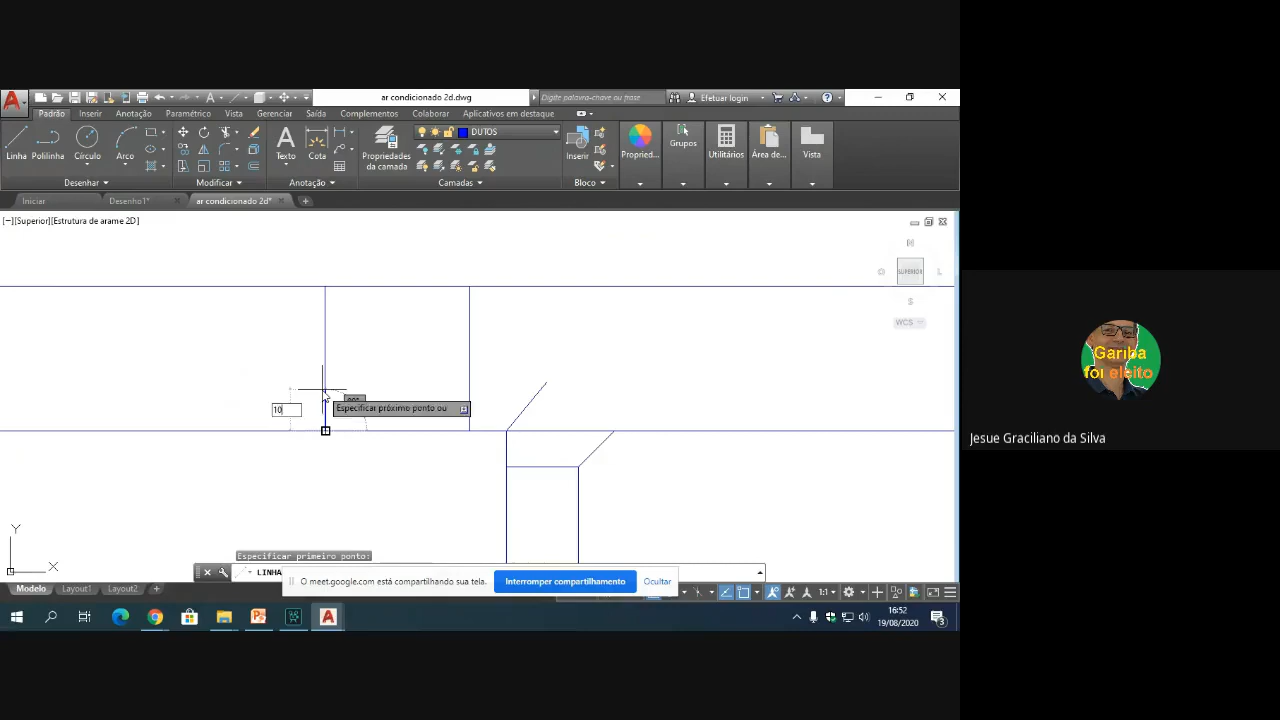 ar condicionado 2d.dwg
Digite palavra-chave ou frase
Efetuar login
Padrão Inserir Anotação Paramétrico Vista Gerenciar Saída Complementos Colaborar Aplicativos em destaque
DUTOS
Linha Polilinha Círculo Arco
Texto Cota
Propriedades
da camada
Inserir
Propried...
Grupos
Utilitários
Área de...
Vista
Desenhar Modificar Anotação Camadas Bloco
Iniciar Desenho1* ar condicionado 2d*
[−][Superior][Estrutura de arame 2D]
N
O SUPERIOR L
S
WCS
10
Especificar próximo ponto ou
Y
X
Especificar primeiro ponto:
LINHA
O meet.google.com está compartilhando sua tela. Interromper compartilhamento Ocultar
Modelo Layout1 Layout2 +
1:1
16:52
19/08/2020
3
Gariba
foi eleito
Jesue Graciliano da Silva